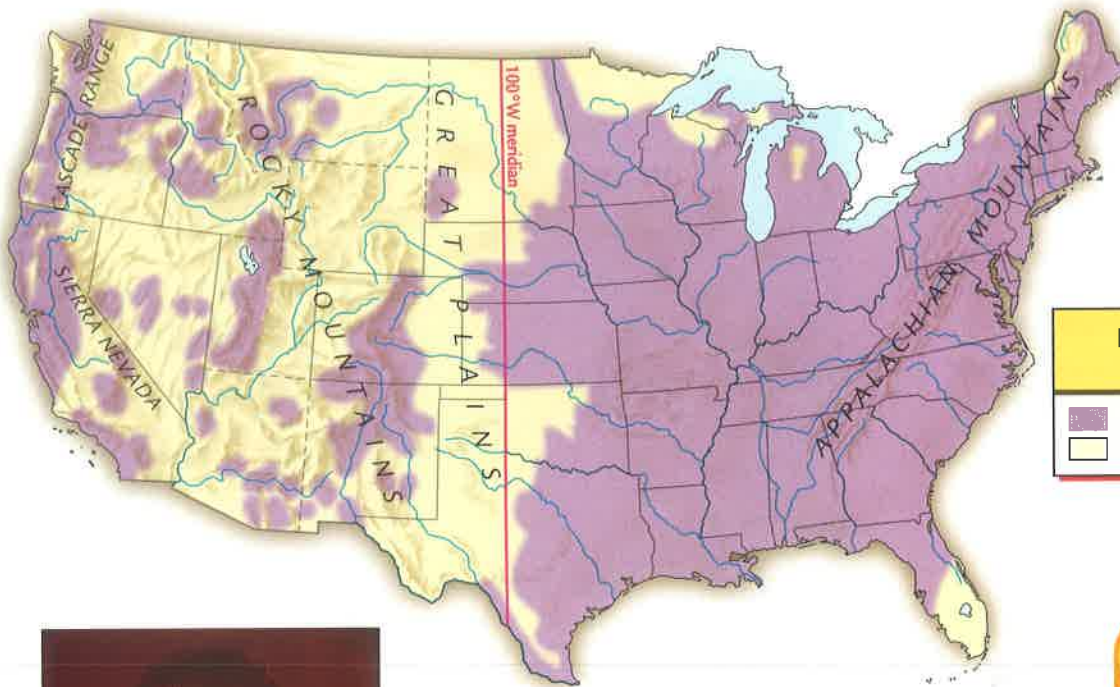 CASCADE RANGE
ROCKY MOUNTAINS
GREAT PLAINS
100°W meridian
SIERRA NEVADA
APPALACHIAN MOUNTAINS